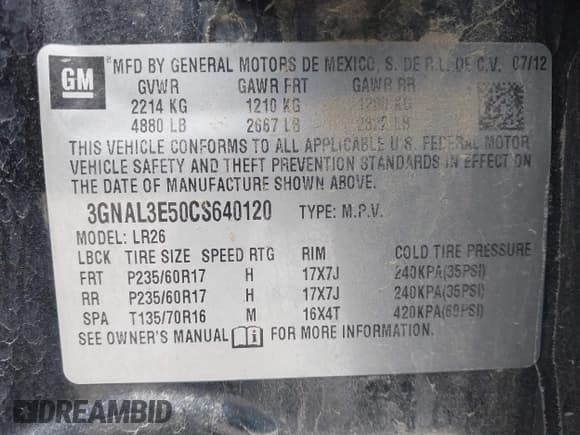 GM
MFD BY GENERAL MOTORS DE MEXICO, S. DE R.L. DE C.V. 07/12
GVWR GAWR FRT GAWR RR
2214 KG 1210 KG KG
4880 LB 2667 LB LB
THIS VEHICLE CONFORMS TO ALL APPLICABLE U.S. FEDERAL MOTOR
VEHICLE SAFETY AND THEFT PREVENTION STANDARDS IN EFFECT ON
THE DATE OF MANUFACTURE SHOWN ABOVE.
3GNAL3E50CS640120 TYPE: M.P.V.
MODEL: LR26
LBCK TIRE SIZE SPEED RTG RIM COLD TIRE PRESSURE
FRT P235/60R17 H 17X7J 240KPA(35PSI)
RR P235/60R17 H 17X7J 240KPA(35PSI)
SPA T135/70R16 M 16X4T 420KPA(60PSI)
SEE OWNER'S MANUAL FOR MORE INFORMATION.
DREAMBID